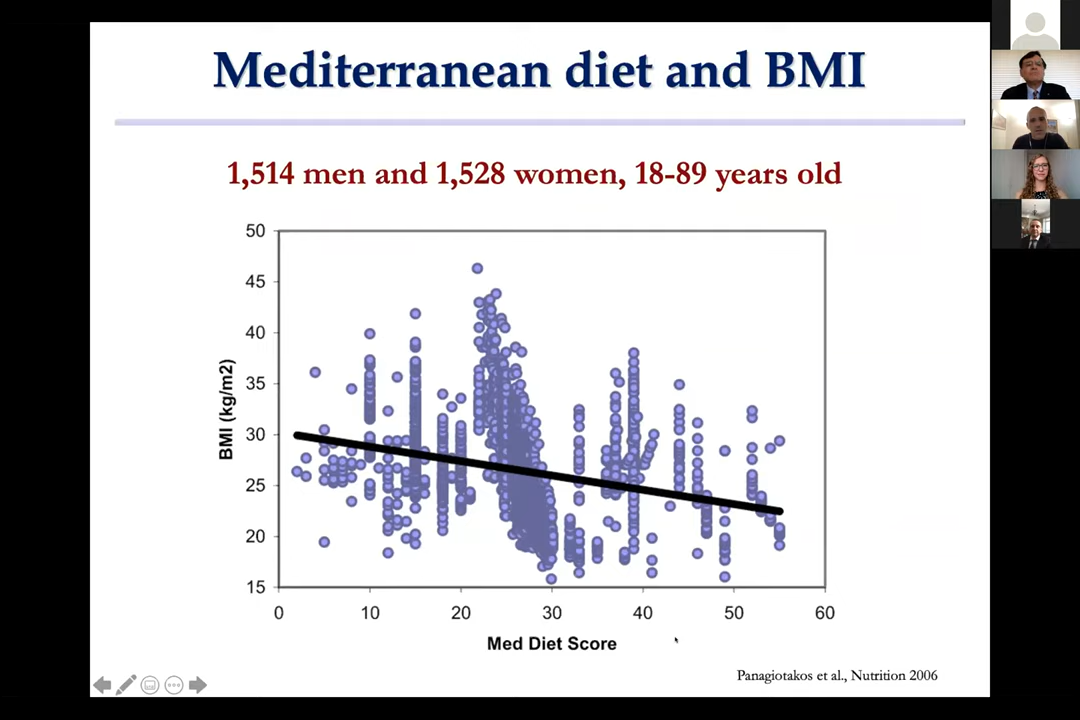 Mediterranean diet and BMI
1,514 men and 1,528 women, 18-89 years old
50
45
40
35
30
25
20
15
BMI (kg/m2)
0 10 20 30 40 50 60
Med Diet Score
Panagiotakos et al., Nutrition 2006